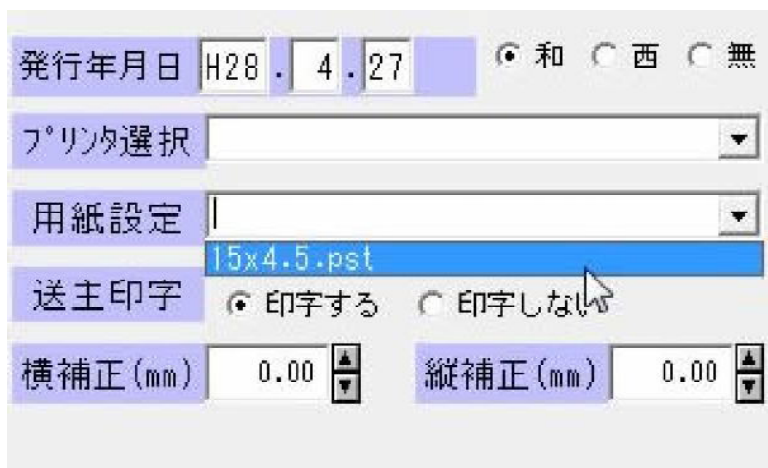 発行年月日 H28 . 4 . 27 和 西 無
プリンタ選択
用紙設定
15x4.5.pst
送主印字 印字する 印字しない
横補正(mm) 0.00 縦補正(mm) 0.00